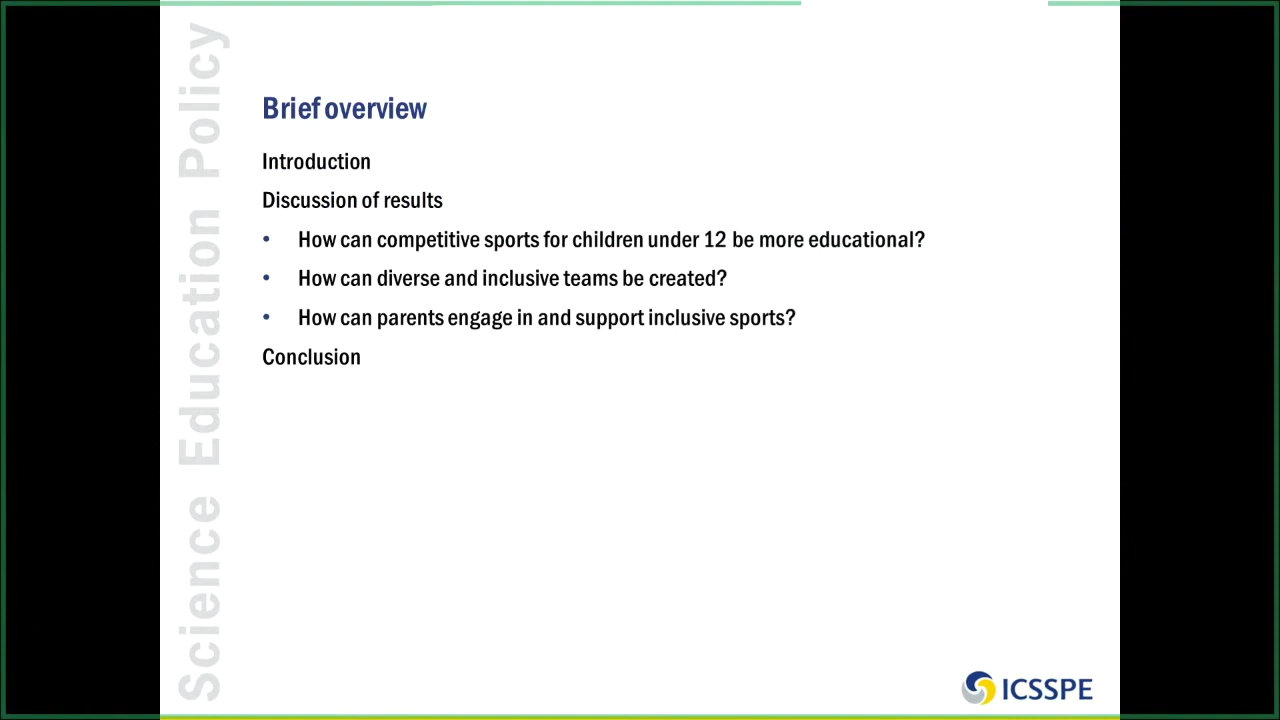 Science Education Policy
Brief overview
Introduction
Discussion of results
• How can competitive sports for children under 12 be more educational?
• How can diverse and inclusive teams be created?
• How can parents engage in and support inclusive sports?
Conclusion
ICSSPE